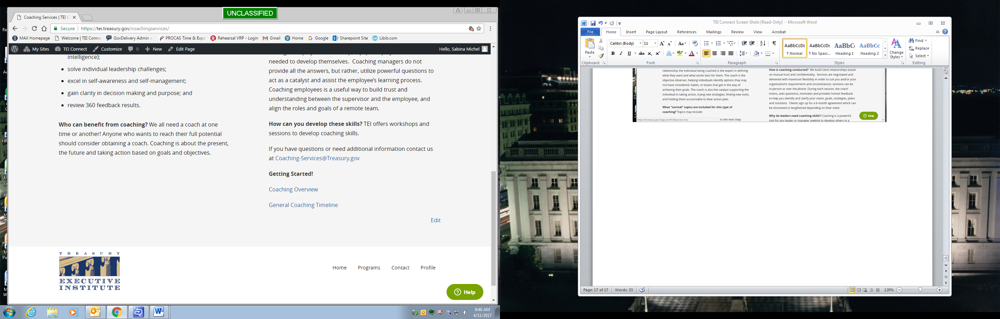 UNCLASSIFIED
Coaching Services | TEI C
Secure https://tei.treasury.gov/coachingservices/
MAX Homepage Welcome | TEI Conne GovDelivery Admin » PROCAS Time & Expe Rehearsal VRP - Login Gmail Home Google Sharepoint Site Libib.com
My Sites TEI Connect Customize 0 New Edit Page Hello, Sabina Michel
intelligence);
solve individual leadership challenges;
excel in self-awareness and self-management;
gain clarity in decision making and purpose; and
review 360 feedback results.
Who can benefit from coaching? We all need a coach at one
time or another! Anyone who wants to reach their full potential
should consider obtaining a coach. Coaching is about the present,
the future and taking action based on goals and objectives.
needed to develop themselves. Coaching managers do not
provide all the answers, but rather, utilize powerful questions to
act as a catalyst and assist the employee's learning process.
Coaching employees is a useful way to build trust and
understanding between the supervisor and the employee, and
align the roles and goals of a remote team.
How can you develop these skills? TEI offers workshops and
sessions to develop coaching skills.
If you have questions or need additional information contact us
at Coaching-Services@Treasury.gov
Getting Started!
Coaching Overview
General Coaching Timeline
Edit
TREASURY
EXECUTIVE
INSTITUTE
Home Programs Contact Profile
Help
9:46 AM
4/11/2017
TEI Connect Screen Shots [Read-Only] - Microsoft Word
File Home Insert Page Layout References Mailings Review View Acrobat
Paste
Clipboard
Calibri (Body) 11
Font
Paragraph
AaBbCcDc AaBbCcDc AaBbC AaBbCc
¶ Normal ¶ No Spaci... Heading 1 Heading 2
Change
Styles
Styles
Find
Replace
Select
Editing
relationship the individual being coached is the expert in defining
what they want and what works best for them. The coach is the
objective observer, helping individuals identify options they may
not have considered, habits, or biases that get in the way of
achieving their goals. The coach is also the catalyst supporting the
individual in taking action, trying new strategies, finding new tools,
and holding them accountable to their action plan.
What "normal" topics are included for this type of
coaching? Topics may include:
https://tei.treasury.gov/?page_id=4413&preview=true to the next step;
How is coaching conducted? We build client relationships based
on mutual trust and confidentiality. Services are negotiated and
delivered with maximum flexibility in order to suit you and/or your
organization's requirements and circumstances: sessions can be
in-person or over the phone. During each session, the coach
listens, asks questions, motivates and provides honest feedback
to help you identify and clarify your vision, goals, strategies, plans
and solutions. Clients sign up for a 6-month agreement which can
be shortened or lengthened depending on their need.
Why do leaders need coaching skills? Coaching is a powerful
tool for any leader or manager seeking to develop others in a
Help
Page: 17 of 17 Words: 33 120%